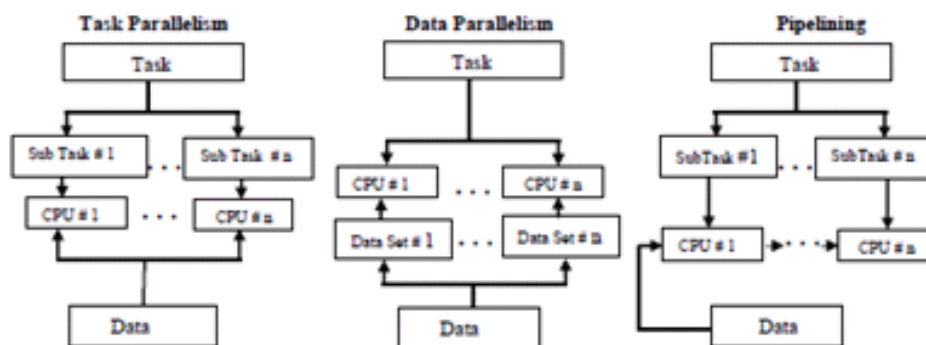 Task Parallelism
Task
Sub Task # 1 . . . Sub Task # n
CPU # 1 . . . CPU # n
Data
Data Parallelism
Task
CPU # 1 . . . CPU # n
Data Set # 1 . . . Data Set # n
Data
Pipelining
Task
SubTask #1 . . . SubTask # n
CPU # 1 . . . CPU # n
Data